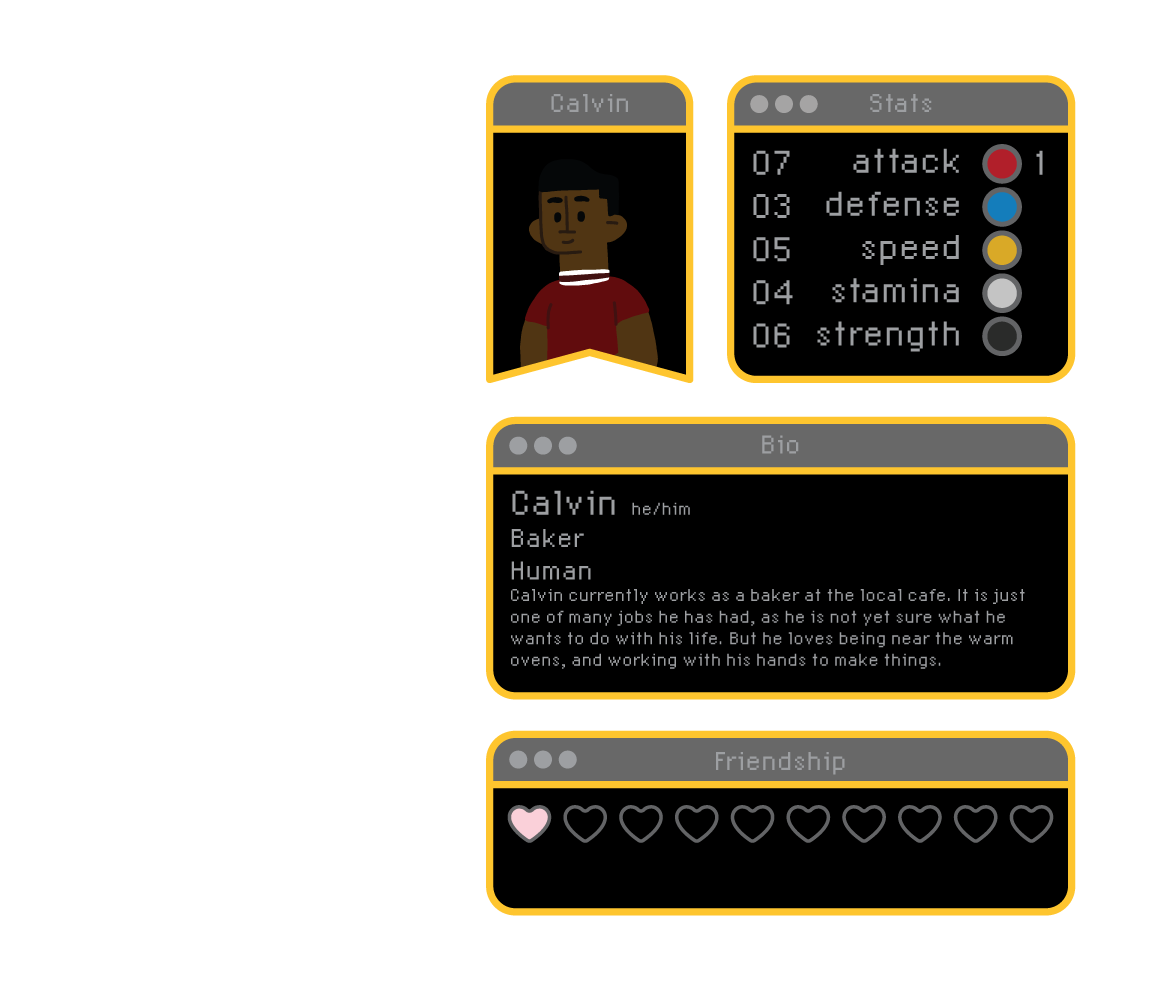 Calvin
Stats
07 attack 1
03 defense
05 speed
04 stamina
06 strength
Bio
Calvin he/him
Baker
Human
Calvin currently works as a baker at the local cafe. It is just
one of many jobs he has had, as he is not yet sure what he
wants to do with his life. But he loves being near the warm
ovens, and working with his hands to make things.
Friendship